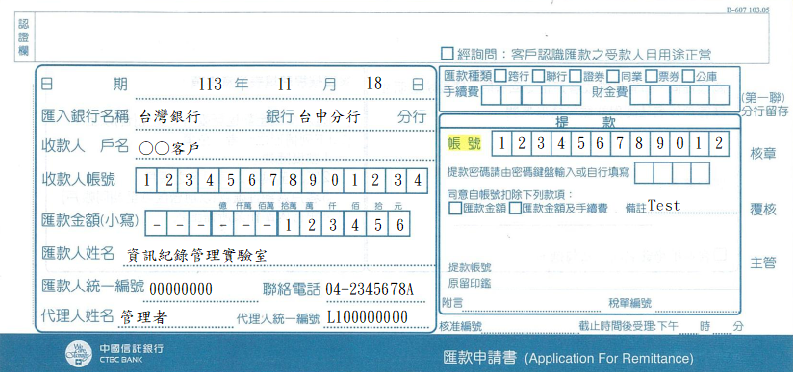 D-607 103.05
認證欄
□經詢問：客戶認識匯款之受款人且用途正常
日期 113 年 11 月 18 日
匯入銀行名稱 台灣銀行 銀行 台中分行 分行
收款人 戶名 ○○客戶
收款人帳號 1 2 3 4 5 6 7 8 9 0 1 2 3 4
億 仟萬 佰萬 拾萬 萬 仟 佰 拾 元
匯款金額(小寫) - - - - - - - 1 2 3 4 5 6
匯款人姓名 資訊紀錄管理實驗室
匯款人統一編號 00000000 聯絡電話 04-2345678A
代理人姓名 管理者 代理人統一編號 L100000000
匯款種類 □跨行 □聯行 □證券 □同業 □票券 □公庫
手續費 財金費
(第一聯)
分行留存
提款
帳號 1 2 3 4 5 6 7 8 9 0 1 2
提款密碼請由密碼鍵盤輸入或自行填寫
同意自帳號扣除下列款項：
□匯款金額 □匯款金額及手續費 備註 Test
提款帳號
原留印鑑
附言 稅單編號
核准編號 截止時間後受理:下午 時 分
核章
覆核
主管
中國信託銀行
CTBC BANK
匯款申請書 (Application For Remittance)